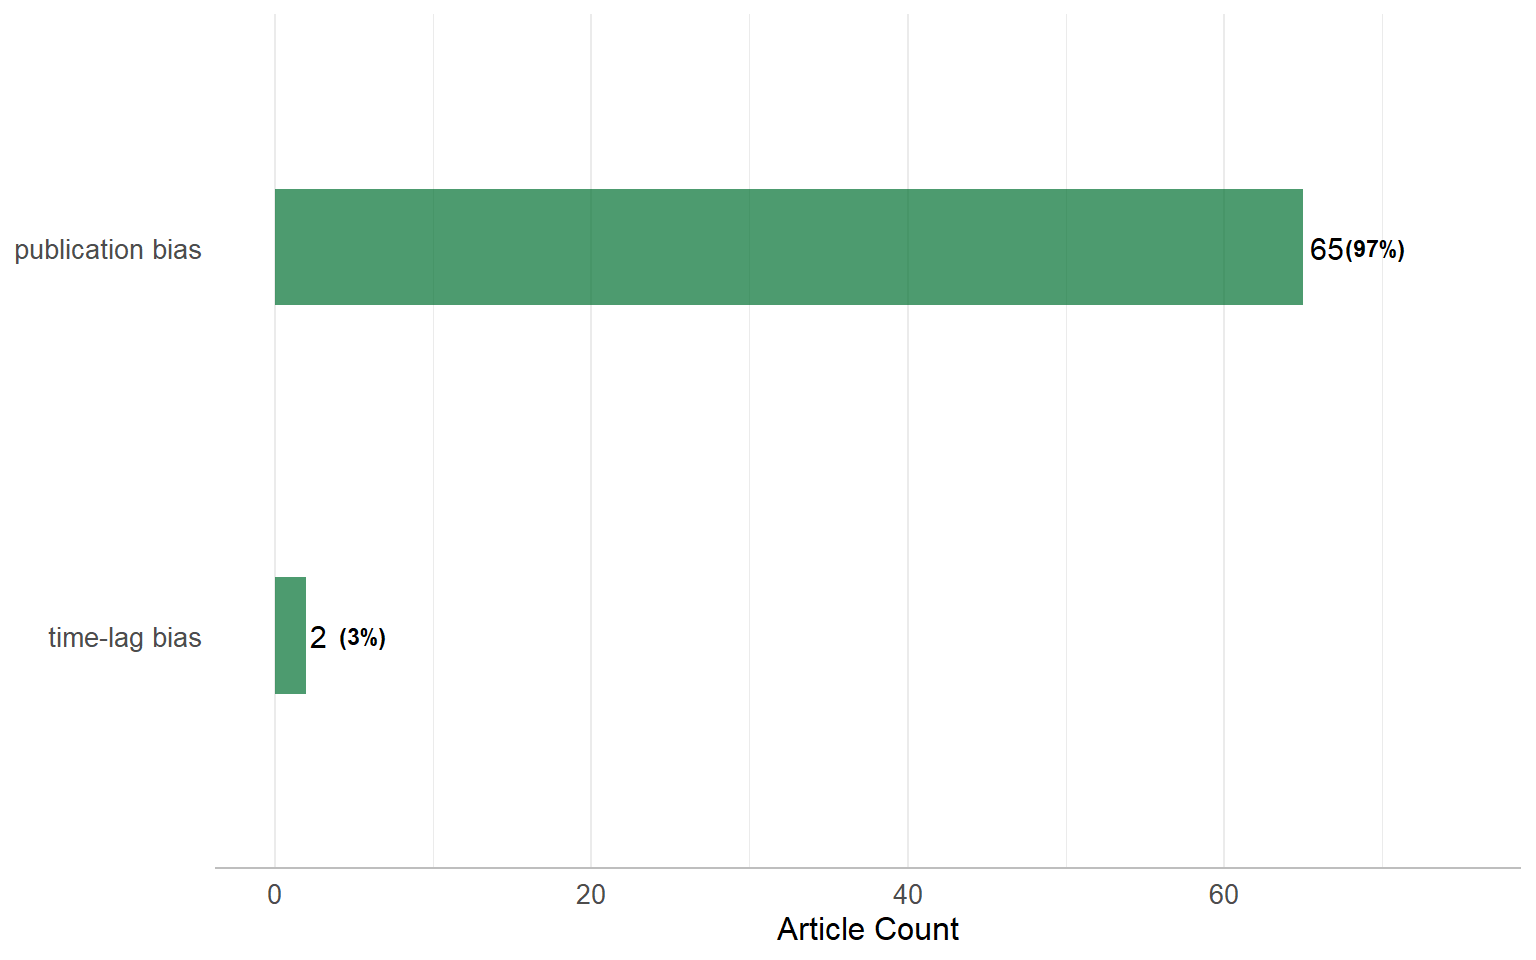 publication bias
65(97%)
time-lag bias
2 (3%)
0 20 40 60
Article Count